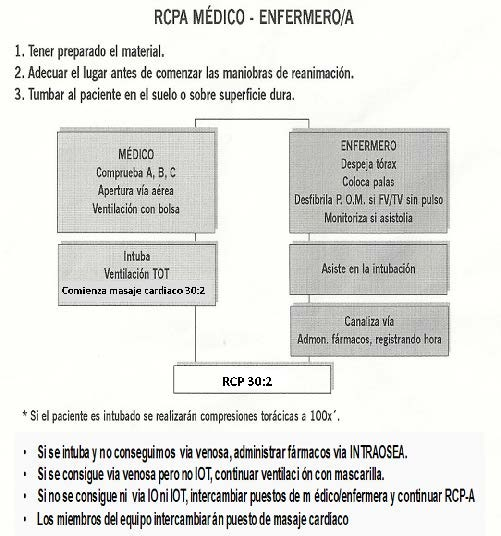 RCPA MÉDICO - ENFERMERO/A
1. Tener preparado el material.
2. Adecuar el lugar antes de comenzar las maniobras de reanimación.
3. Tumbar al paciente en el suelo o sobre superficie dura.
MÉDICO
Comprueba A, B, C
Apertura vía aérea
Ventilación con bolsa
ENFERMERO
Despeja tórax
Coloca palas
Desfibrila P. O.M. si FV/TV sin pulso
Monitoriza si asistolia
Intuba
Ventilación TOT
Comienza masaje cardiaco 30:2
Asiste en la intubación
Canaliza vía
Admon. fármacos, registrando hora
RCP 30:2
* Si el paciente es intubado se realizarán compresiones torácicas a 100x´.
· Si se intuba y no conseguimos via venosa, administrar fármacos via INTRAOSEA.
· Si se consigue via venosa pero no IOT, continuar ventilación con mascarilla.
· Si no se consigue ni via IO ni IOT, intercambiar puestos de m édico/enfermera y continuar RCP-A
· Los miembros del equipo intercambiarán puesto de masaje cardiaco